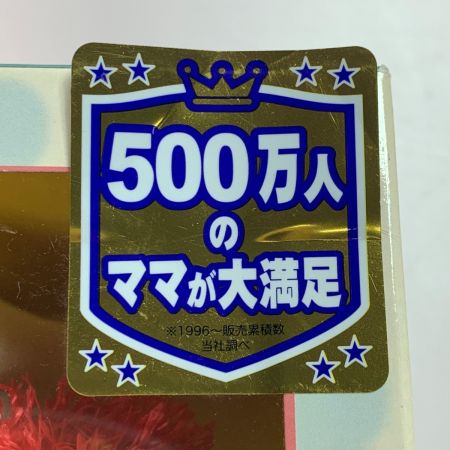 500万人
の
ママが大満足
※1996〜販売累積数
当社調べ